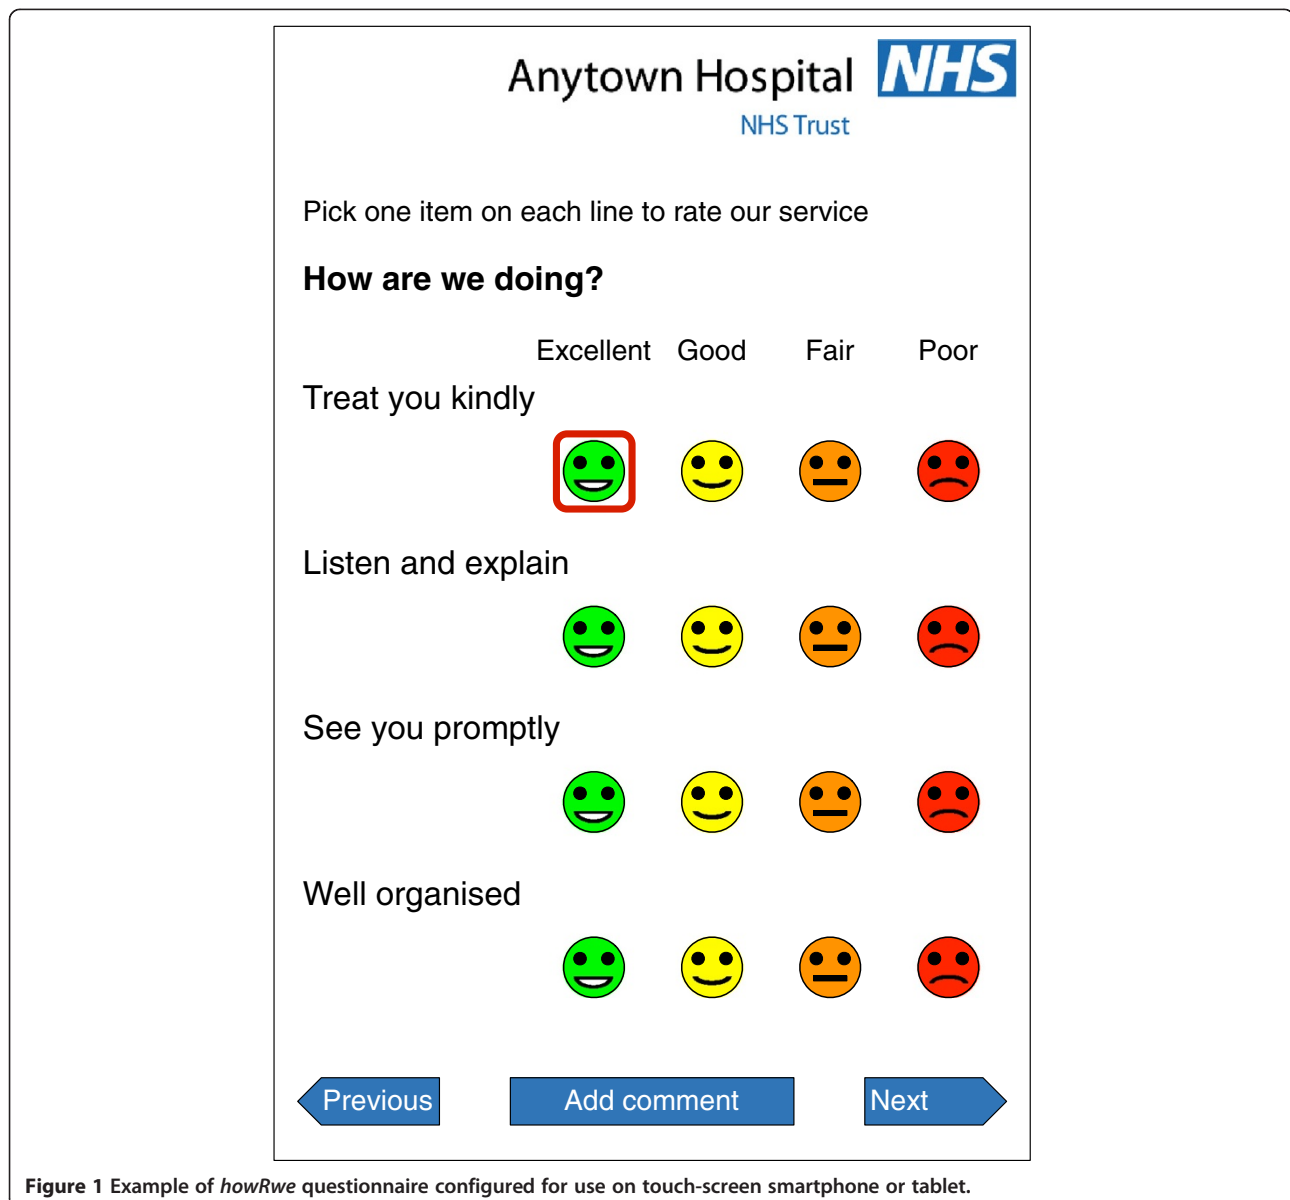 Anytown Hospital NHS
NHS Trust
Pick one item on each line to rate our service
How are we doing?
Excellent Good Fair Poor
Treat you kindly
Listen and explain
See you promptly
Well organised
Previous Add comment Next
Figure 1 Example of howRwe questionnaire configured for use on touch-screen smartphone or tablet.